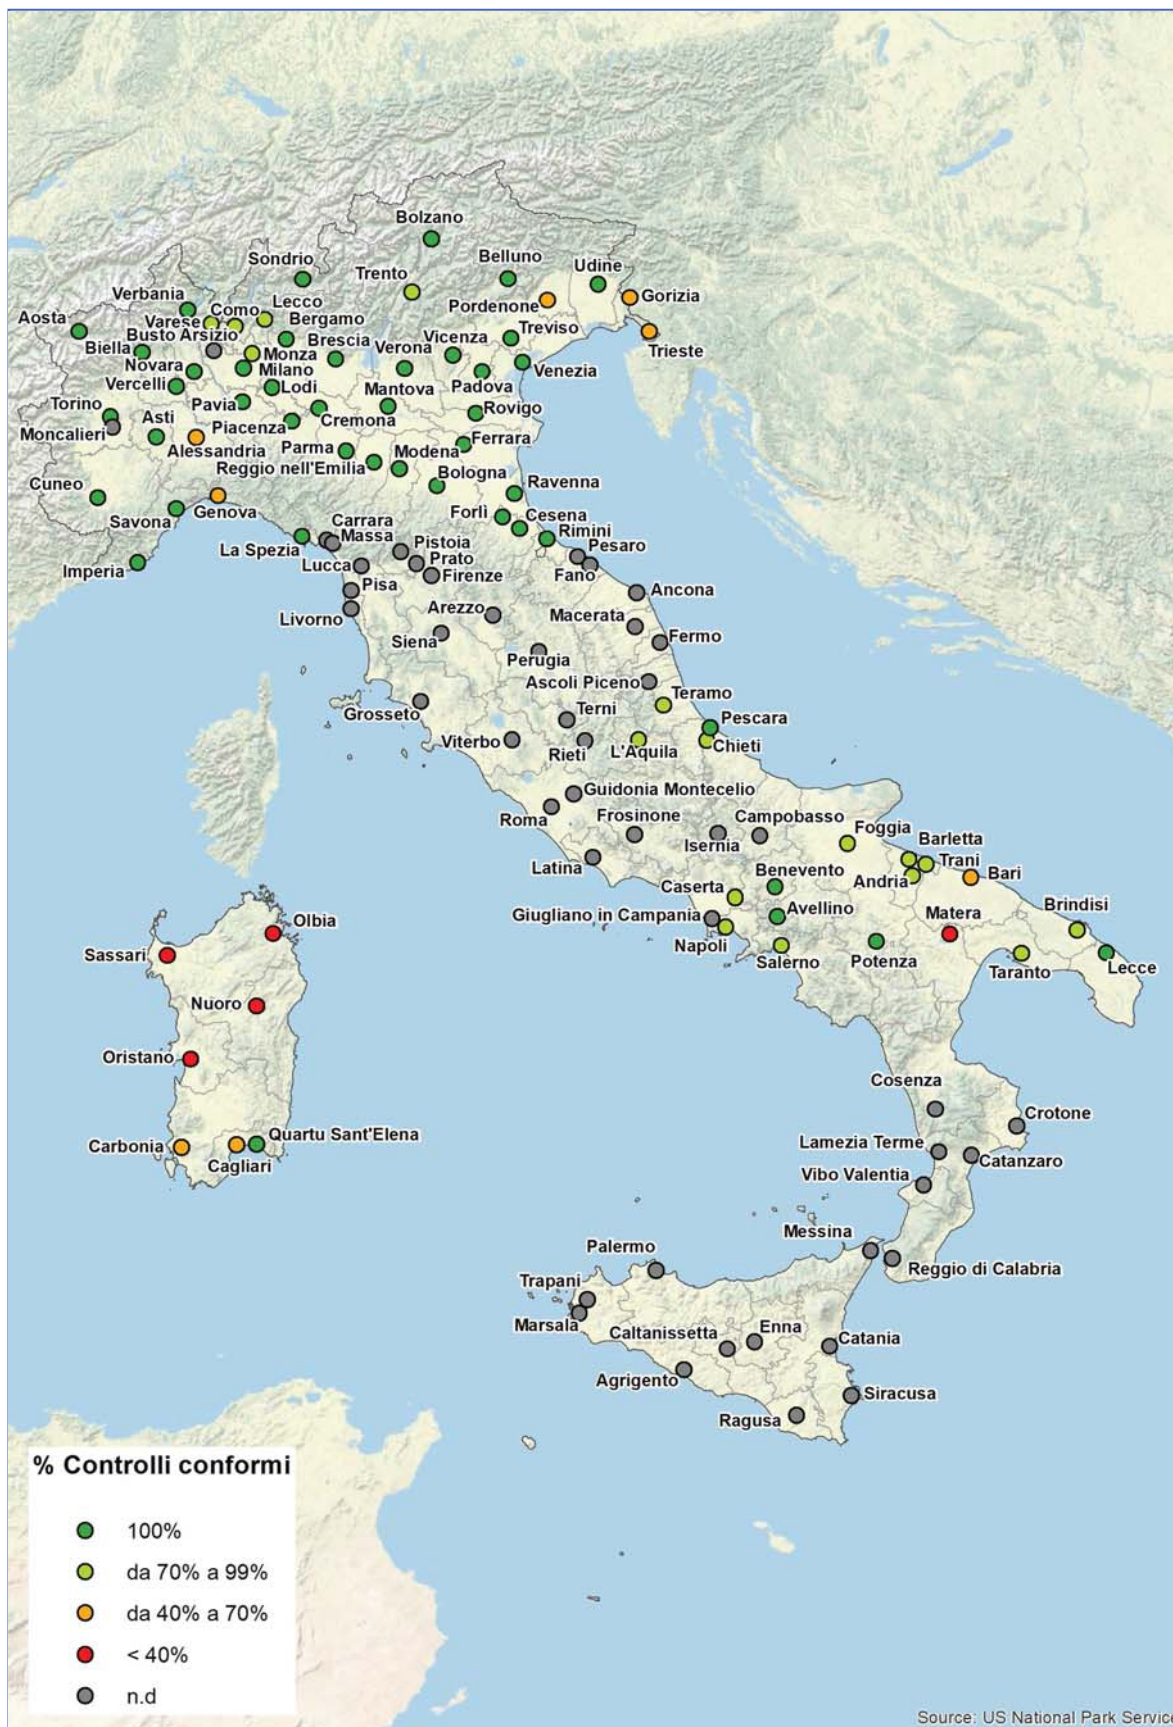 Bolzano
Sondrio
Belluno
Udine
Trento
Verbania
Lecco
Pordenone
Gorizia
Como
Aosta
Varese
Bergamo
Treviso
Busto Arsizio
Brescia
Vicenza
Verona
Trieste
Biella
Monza
Novara
Milano
Venezia
Vercelli
Lodi
Mantova
Padova
Torino
Pavia
Rovigo
Asti
Piacenza
Cremona
Moncalieri
Alessandria
Parma
Modena
Ferrara
Reggio nell'Emilia
Bologna
Cuneo
Ravenna
Genova
Savona
Forlì
Cesena
Carrara
Rimini
Massa
Pistoia
La Spezia
Pesaro
Prato
Lucca
Imperia
Firenze
Fano
Pisa
Ancona
Arezzo
Livorno
Macerata
Siena
Fermo
Perugia
Ascoli Piceno
Teramo
Grosseto
Terni
Pescara
Viterbo
Rieti
L'Aquila
Chieti
Guidonia Montecelio
Roma
Frosinone
Campobasso
Foggia
Isernia
Barletta
Trani
Latina
Benevento
Bari
Andria
Caserta
Giugliano in Campania
Avellino
Matera
Brindisi
Olbia
Napoli
Sassari
Salerno
Potenza
Taranto
Lecce
Nuoro
Oristano
Cosenza
Crotone
Quartu Sant'Elena
Carbonia
Lamezia Terme
Cagliari
Catanzaro
Vibo Valentia
Messina
Palermo
Reggio di Calabria
Trapani
Marsala
Caltanissetta
Enna
Catania
Agrigento
Siracusa
Ragusa
% Controlli conformi
100%
da 70% a 99%
da 40% a 70%
< 40%
n.d
Source: US National Park Service